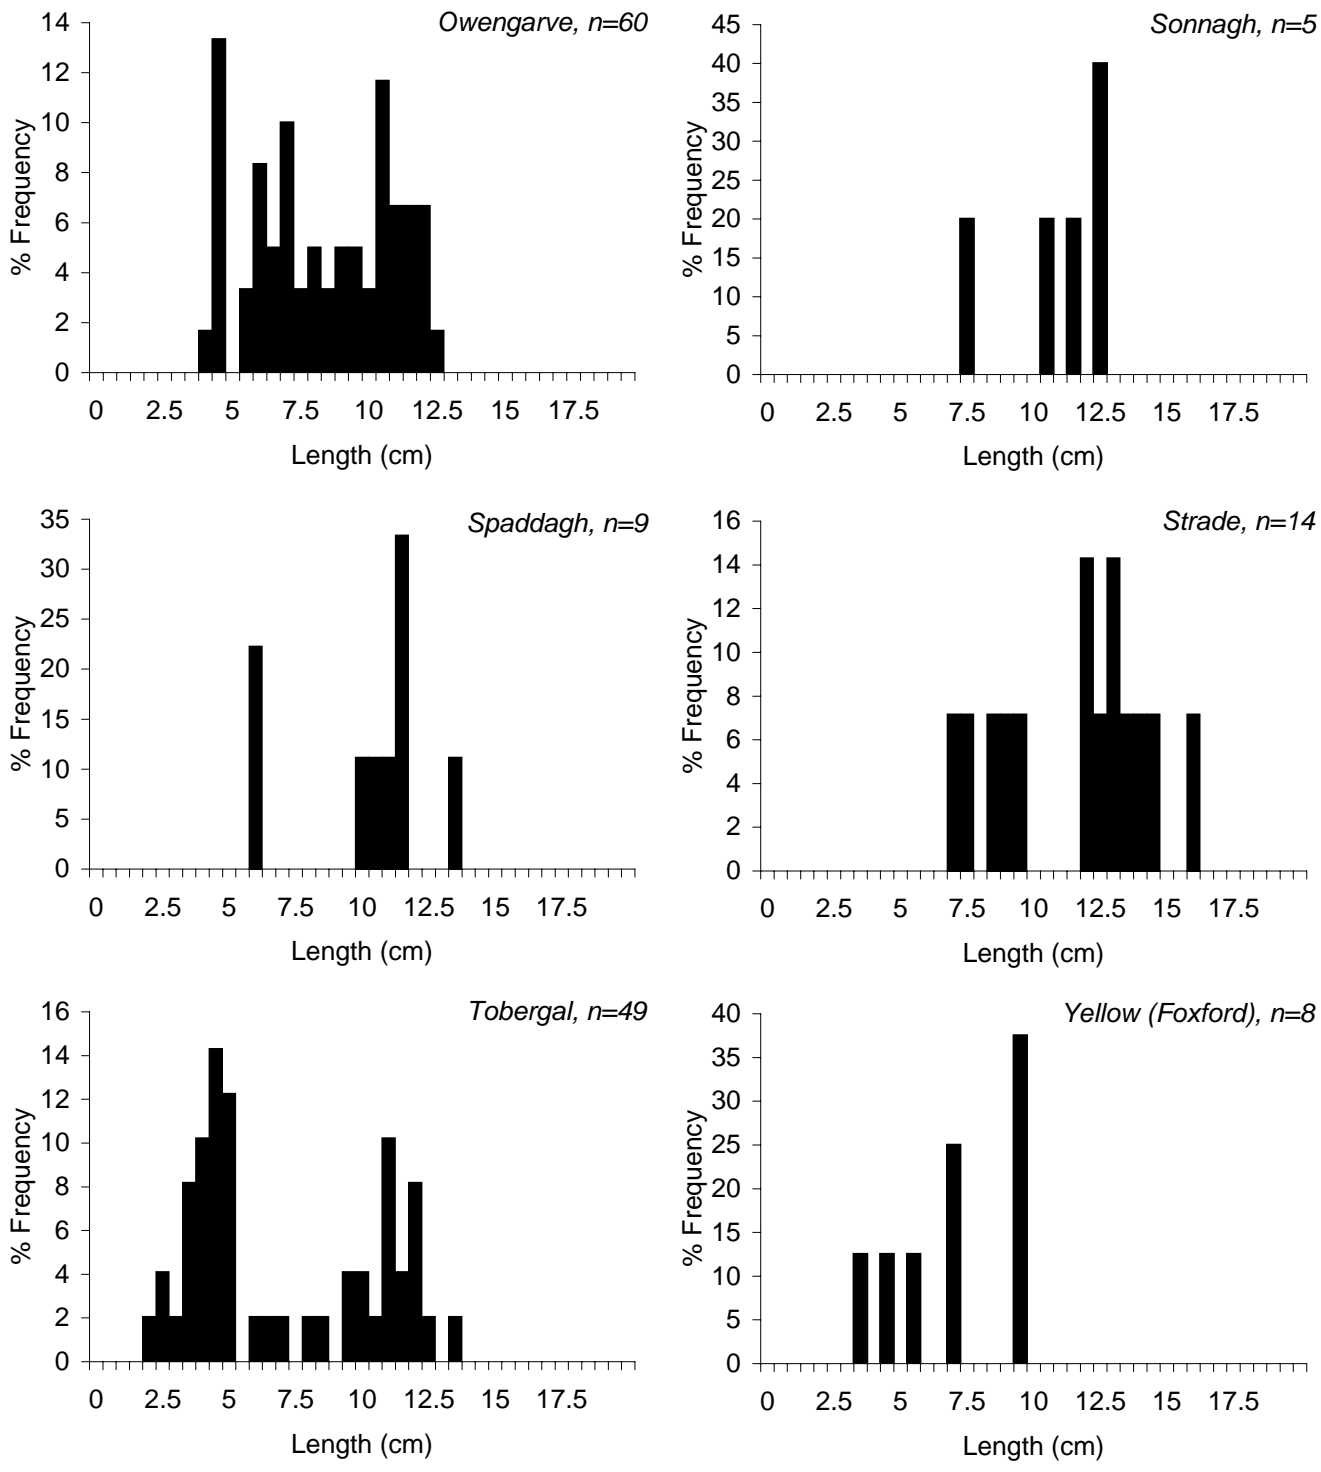 Owengarve, n=60
% Frequency
14
12
10
8
6
4
2
0
0 2.5 5 7.5 10 12.5 15 17.5
Length (cm)
Sonnagh, n=5
% Frequency
45
40
35
30
25
20
15
10
5
0
0 2.5 5 7.5 10 12.5 15 17.5
Length (cm)
Spaddagh, n=9
% Frequency
35
30
25
20
15
10
5
0
0 2.5 5 7.5 10 12.5 15 17.5
Length (cm)
Strade, n=14
% Frequency
16
14
12
10
8
6
4
2
0
0 2.5 5 7.5 10 12.5 15 17.5
Length (cm)
Tobergal, n=49
% Frequency
16
14
12
10
8
6
4
2
0
0 2.5 5 7.5 10 12.5 15 17.5
Length (cm)
Yellow (Foxford), n=8
% Frequency
40
35
30
25
20
15
10
5
0
0 2.5 5 7.5 10 12.5 15 17.5
Length (cm)